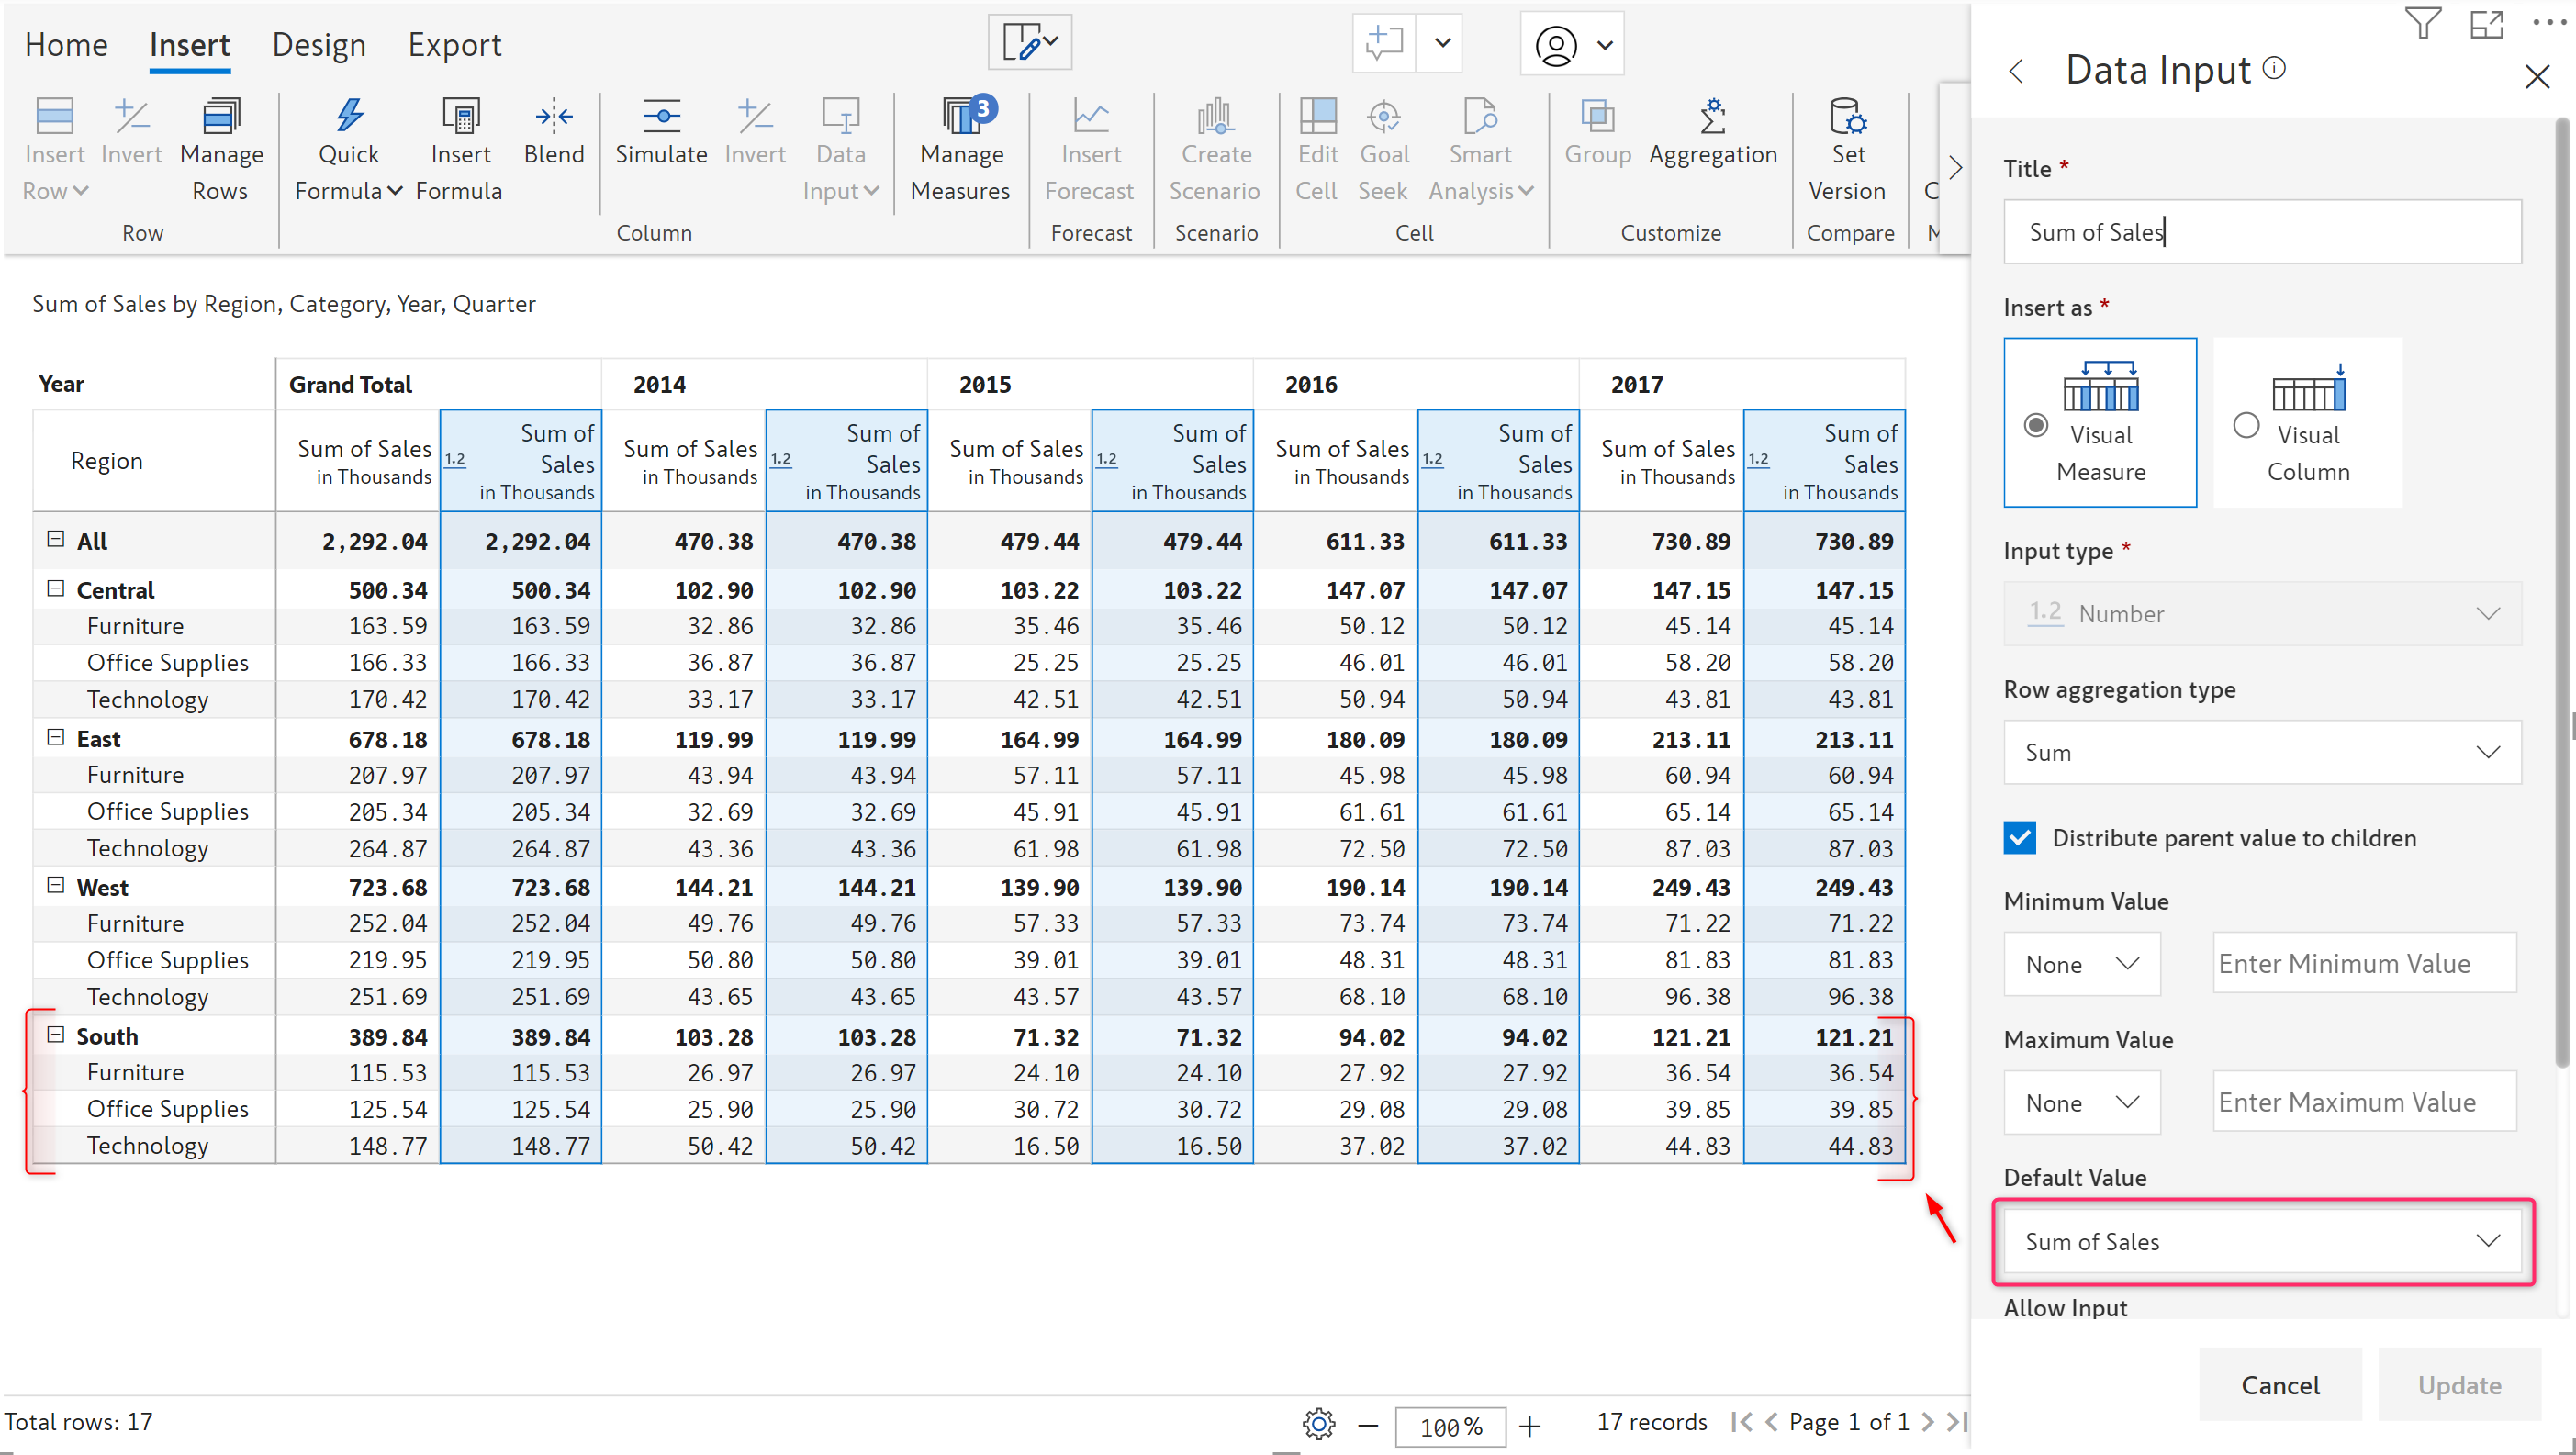 Home Insert Design Export
Insert Row Invert Manage Rows Quick Formula Insert Formula Blend Simulate Invert Data Input Manage Measures 3 Insert Forecast Create Scenario Edit Cell Goal Seek Smart Analysis Group Aggregation Set Version C
Row Column Forecast Scenario Cell Customize Compare M
Sum of Sales by Region, Category, Year, Quarter
Year Grand Total 2014 2015 2016 2017
Region Sum of Sales in Thousands 1.2 Sum of Sales in Thousands Sum of Sales in Thousands 1.2 Sum of Sales in Thousands Sum of Sales in Thousands 1.2 Sum of Sales in Thousands Sum of Sales in Thousands 1.2 Sum of Sales in Thousands Sum of Sales in Thousands 1.2 Sum of Sales in Thousands
All 2,292.04 2,292.04 470.38 470.38 479.44 479.44 611.33 611.33 730.89 730.89
Central 500.34 500.34 102.90 102.90 103.22 103.22 147.07 147.07 147.15 147.15
Furniture 163.59 163.59 32.86 32.86 35.46 35.46 50.12 50.12 45.14 45.14
Office Supplies 166.33 166.33 36.87 36.87 25.25 25.25 46.01 46.01 58.20 58.20
Technology 170.42 170.42 33.17 33.17 42.51 42.51 50.94 50.94 43.81 43.81
East 678.18 678.18 119.99 119.99 164.99 164.99 180.09 180.09 213.11 213.11
Furniture 207.97 207.97 43.94 43.94 57.11 57.11 45.98 45.98 60.94 60.94
Office Supplies 205.34 205.34 32.69 32.69 45.91 45.91 61.61 61.61 65.14 65.14
Technology 264.87 264.87 43.36 43.36 61.98 61.98 72.50 72.50 87.03 87.03
West 723.68 723.68 144.21 144.21 139.90 139.90 190.14 190.14 249.43 249.43
Furniture 252.04 252.04 49.76 49.76 57.33 57.33 73.74 73.74 71.22 71.22
Office Supplies 219.95 219.95 50.80 50.80 39.01 39.01 48.31 48.31 81.83 81.83
Technology 251.69 251.69 43.65 43.65 43.57 43.57 68.10 68.10 96.38 96.38
South 389.84 389.84 103.28 103.28 71.32 71.32 94.02 94.02 121.21 121.21
Furniture 115.53 115.53 26.97 26.97 24.10 24.10 27.92 27.92 36.54 36.54
Office Supplies 125.54 125.54 25.90 25.90 30.72 30.72 29.08 29.08 39.85 39.85
Technology 148.77 148.77 50.42 50.42 16.50 16.50 37.02 37.02 44.83 44.83
Total rows: 17
100 %
17 records
Page 1 of 1
Data Input
Title *
Sum of Sales
Insert as *
Visual Measure
Visual Column
Input type *
1.2 Number
Row aggregation type
Sum
Distribute parent value to children
Minimum Value
None Enter Minimum Value
Maximum Value
None Enter Maximum Value
Default Value
Sum of Sales
Allow Input
Cancel Update